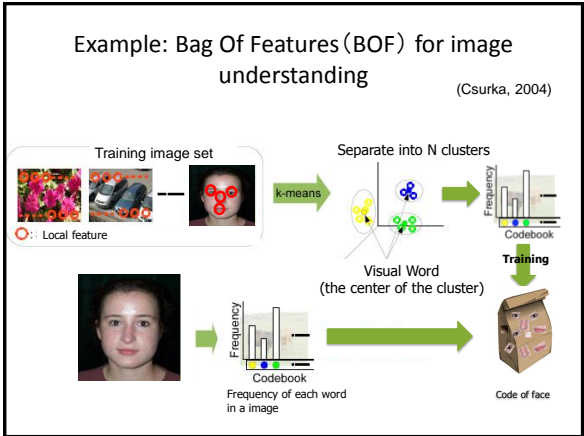 Example: Bag Of Features(BOF) for image
understanding
(Csurka, 2004)
Training image set
Local feature
k-means
Separate into N clusters
Visual Word
(the center of the cluster)
Frequency
Codebook
Training
Frequency
Codebook
Frequency of each word
in a image
Code of face